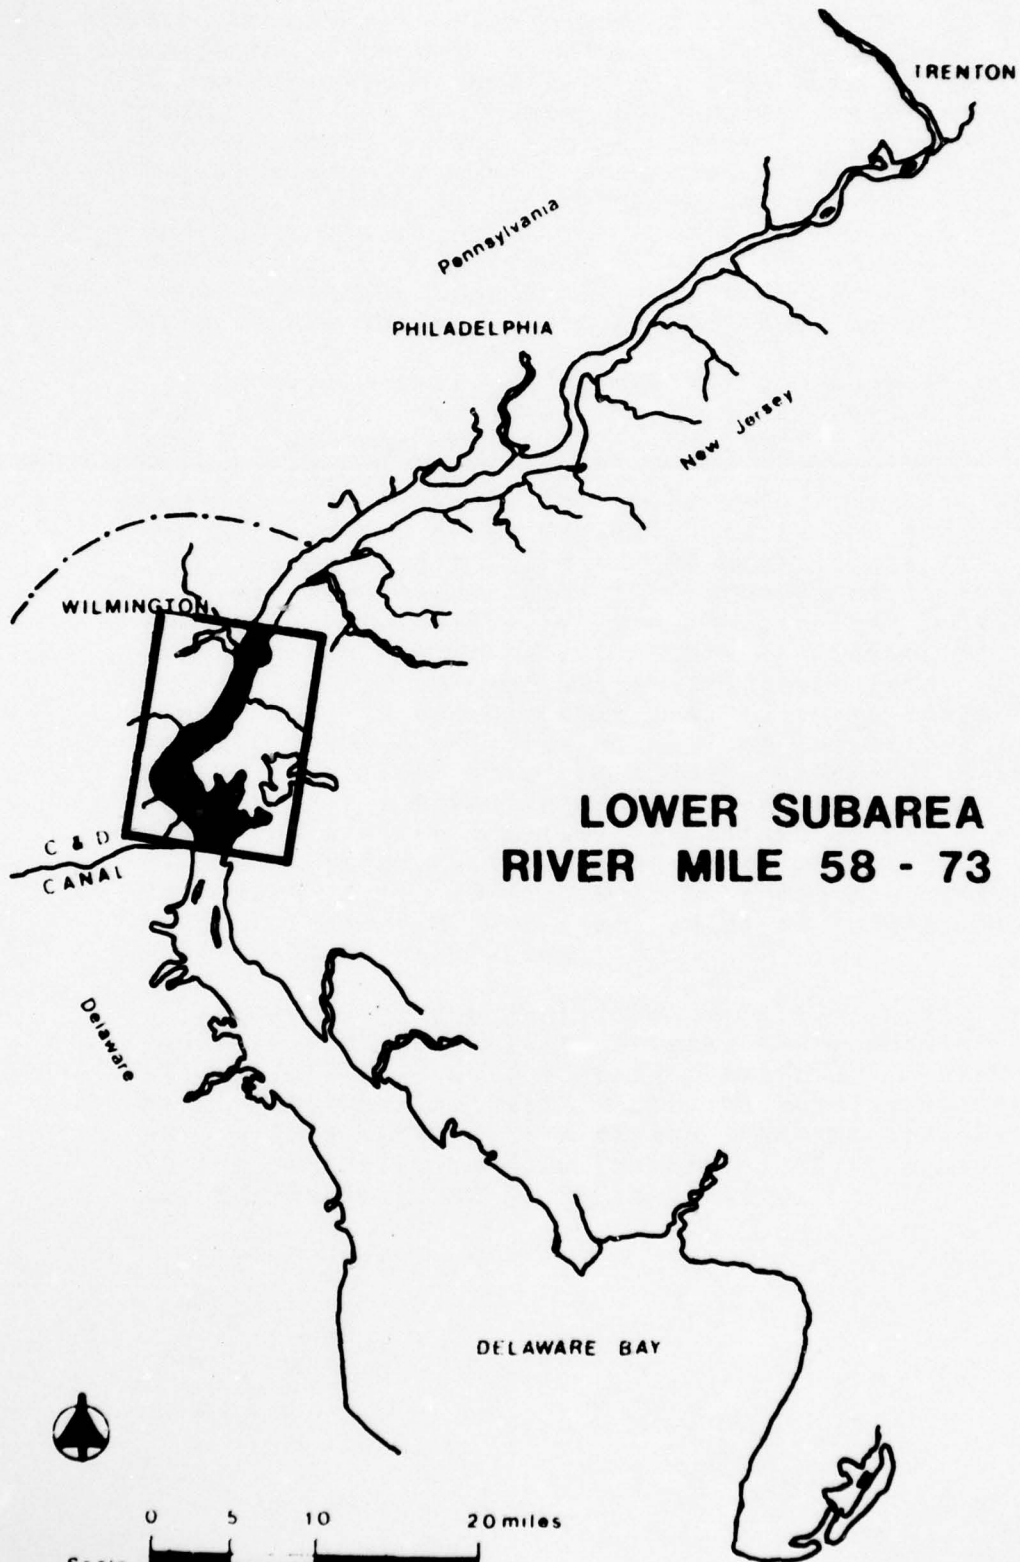 TRENTON
Pennsylvania
PHILADELPHIA
New Jersey
WILMINGTON
LOWER SUBAREA
RIVER MILE 58 - 73
C & D
CANAL
Delaware
DELAWARE BAY
0 5 10 20 miles
Scale